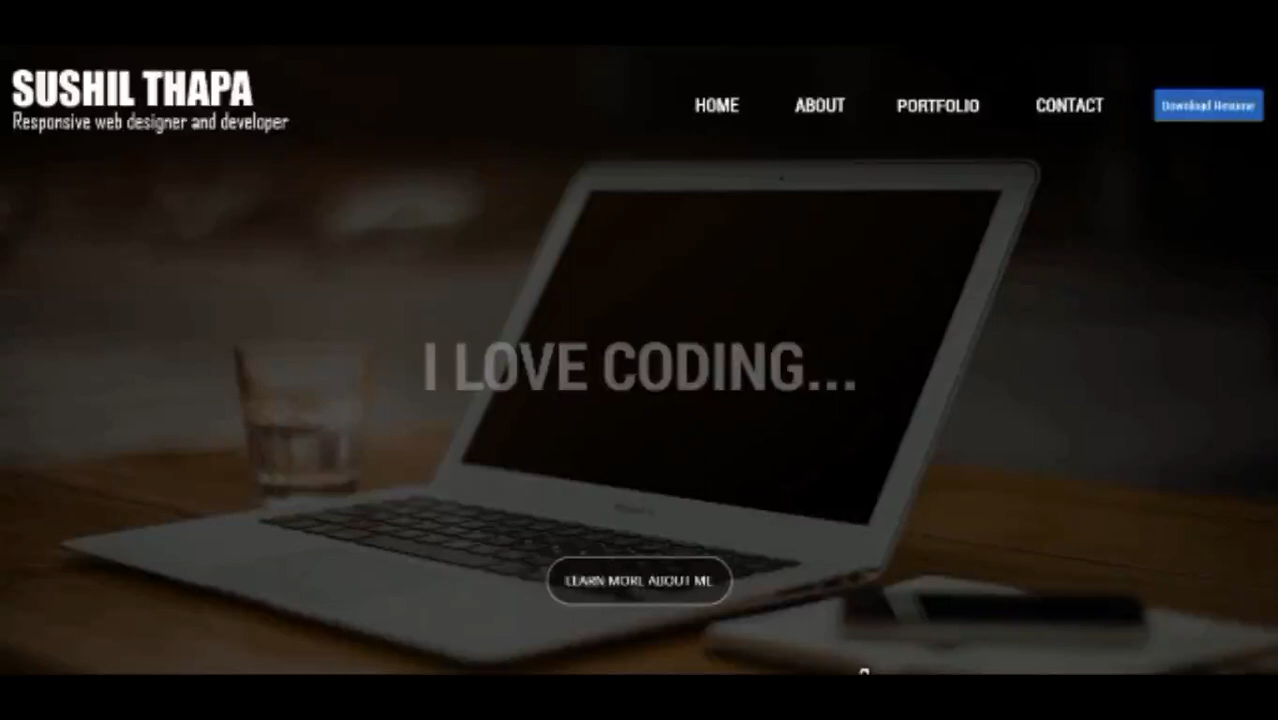 SUSHIL THAPA
Responsive web designer and developer
HOME
ABOUT
PORTFOLIO
CONTACT
Download Resume
I LOVE CODING...
LEARN MORE ABOUT ME